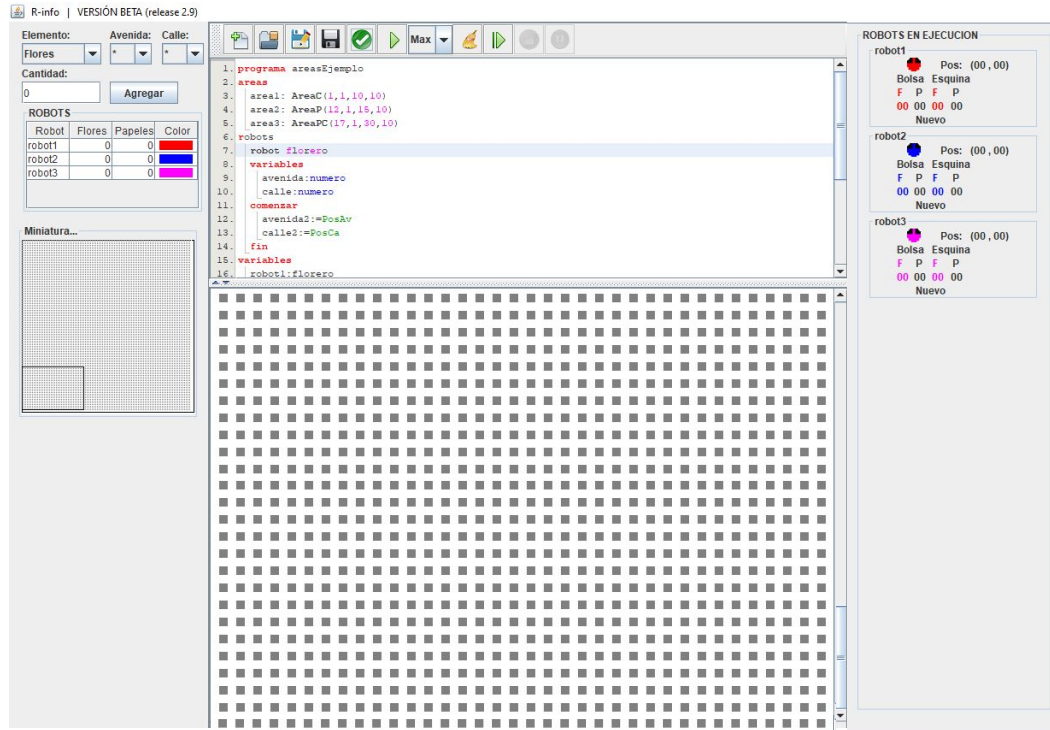 R-info | VERSIÓN BETA (release 2.9)
Elemento: Avenida: Calle:
Flores * *
Cantidad:
0 Agregar
ROBOTS
Robot Flores Papeles Color
robot1 0 0
robot2 0 0
robot3 0 0
Miniatura...
Max
1. programa areasEjemplo
2. areas
3. area1: AreaC(1,1,10,10)
4. area2: AreaP(12,1,15,10)
5. area3: AreaPC(17,1,30,10)
6. robots
7. robot florero
8. variables
9. avenida:numero
10. calle:numero
11. comenzar
12. avenida2:=PosAv
13. calle2:=PosCa
14. fin
15. variables
16. robot1:florero
ROBOTS EN EJECUCION
robot1
Pos: (00 , 00)
Bolsa Esquina
F P F P
00 00 00 00
Nuevo
robot2
Pos: (00 , 00)
Bolsa Esquina
F P F P
00 00 00 00
Nuevo
robot3
Pos: (00 , 00)
Bolsa Esquina
F P F P
00 00 00 00
Nuevo